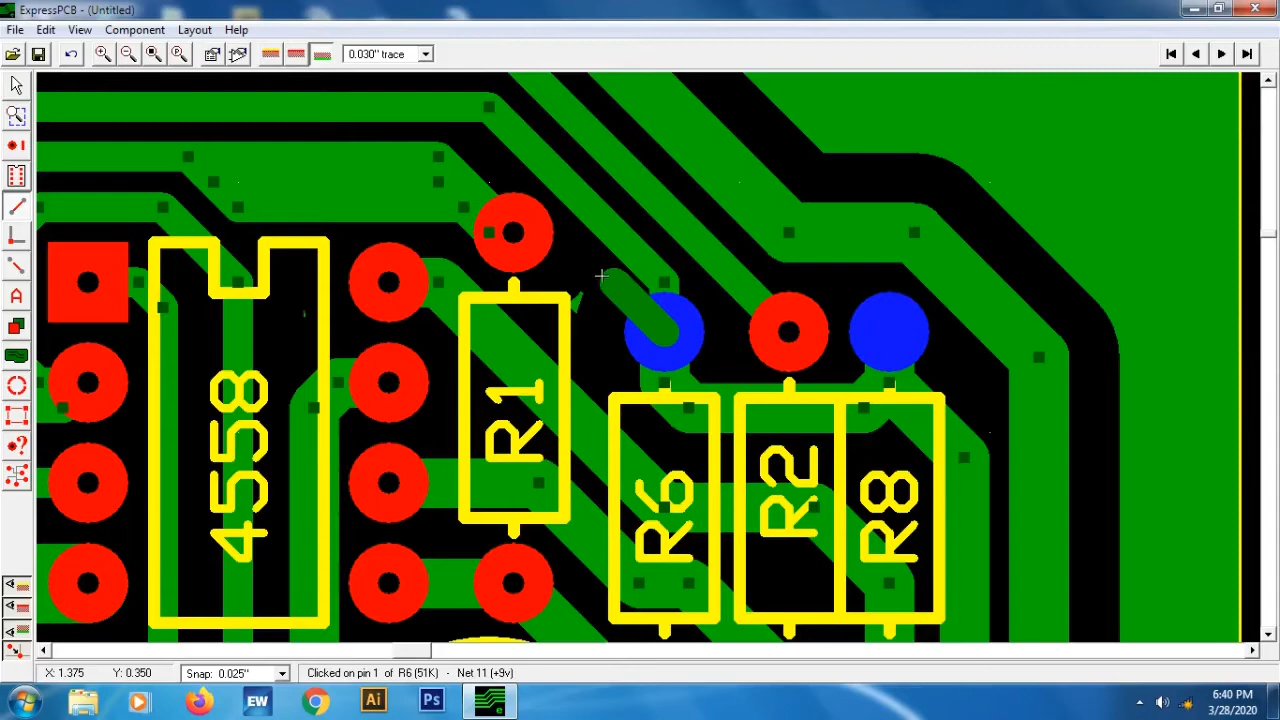 ExpressPCB - (Untitled)
File Edit View Component Layout Help
0.030" trace
4558
R1
R6
R2
R8
X: 1.375 Y: 0.350 Snap: 0.025" Clicked on pin 1 of R6 (51K) - Net 11 (+9v)
EW Ai Ps e
6:40 PM
3/28/2020